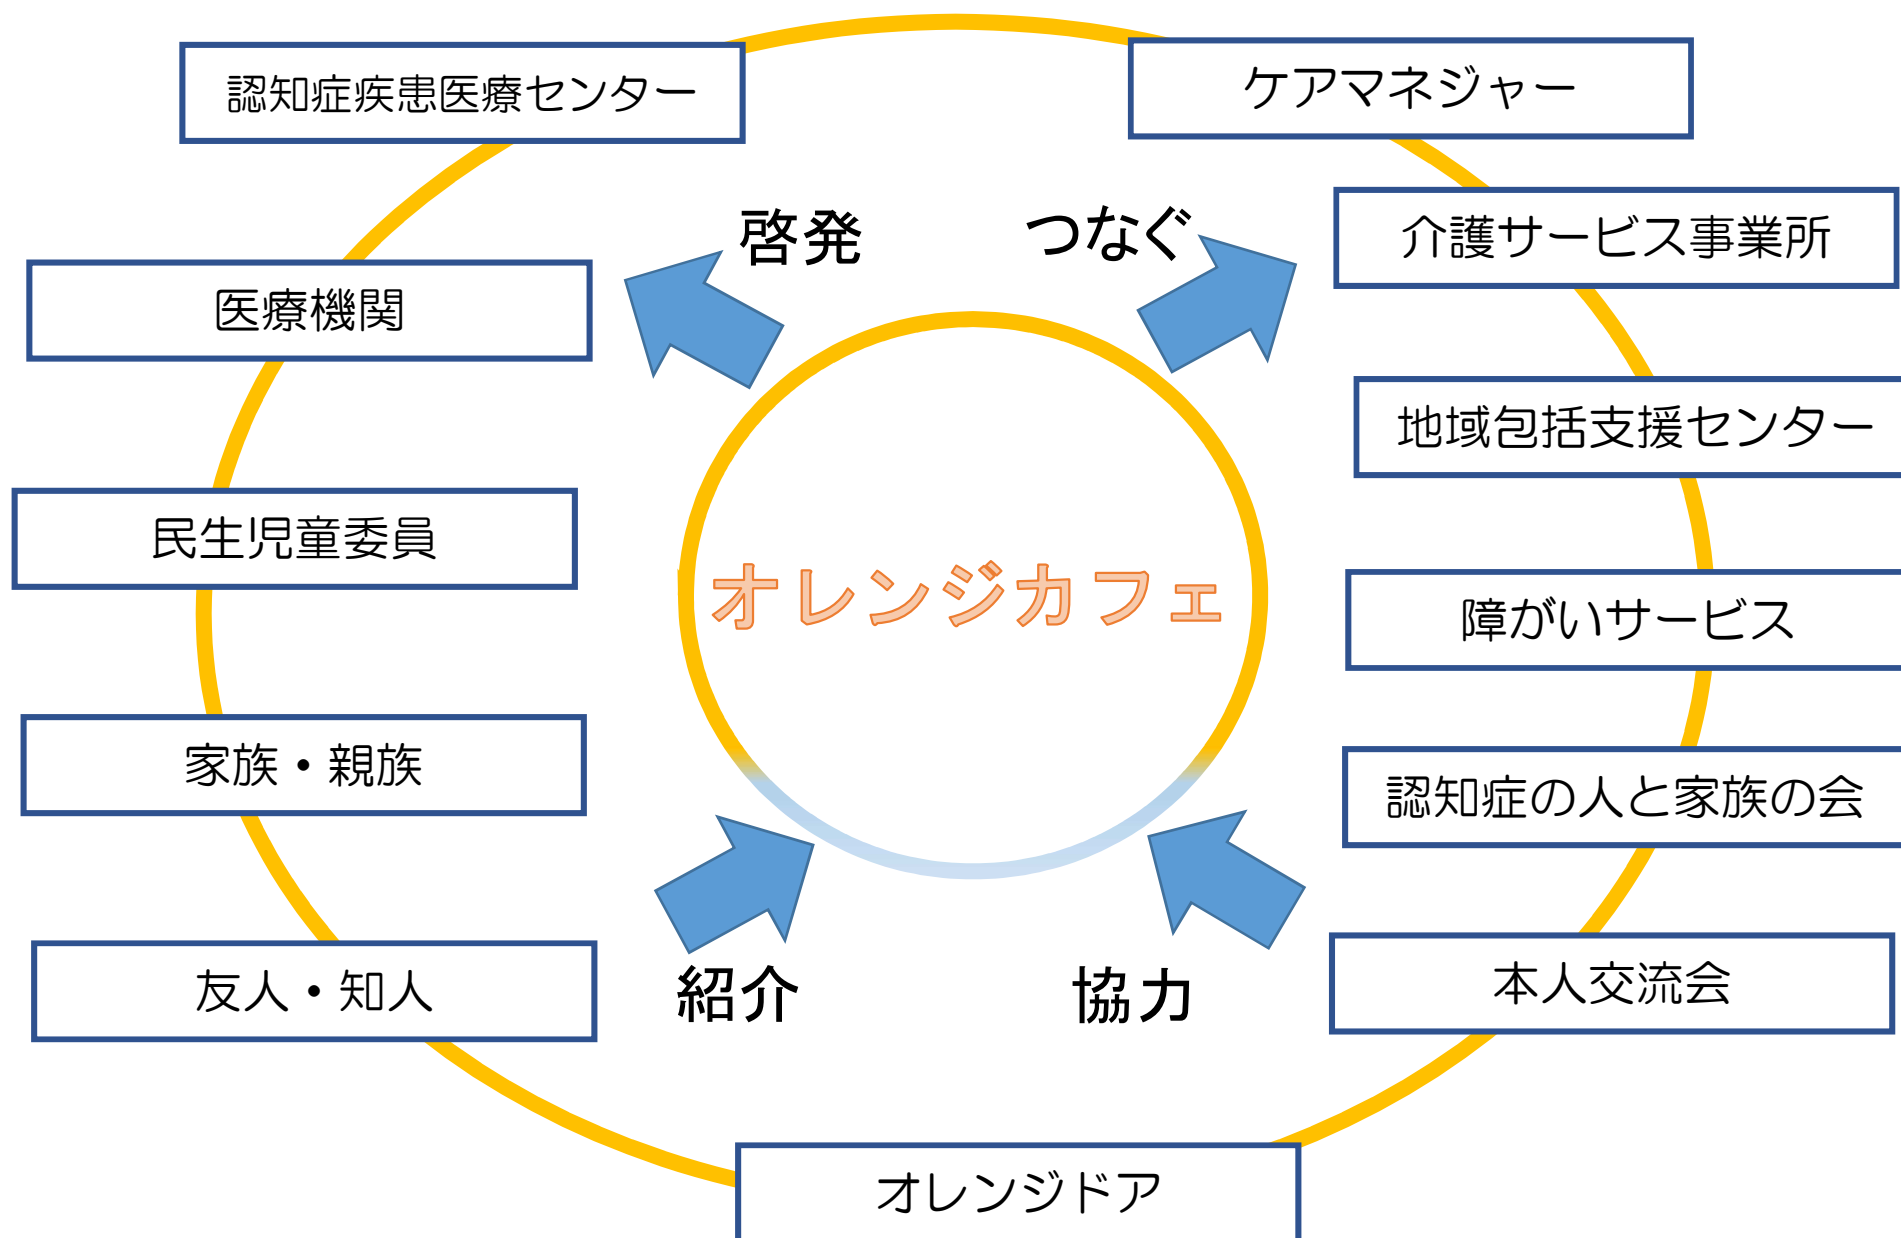 認知症疾患医療センター
ケアマネジャー
啓発
つなぐ
介護サービス事業所
医療機関
地域包括支援センター
民生児童委員
オレンジカフェ
障がいサービス
家族・親族
認知症の人と家族の会
友人・知人
紹介
協力
本人交流会
オレンジドア